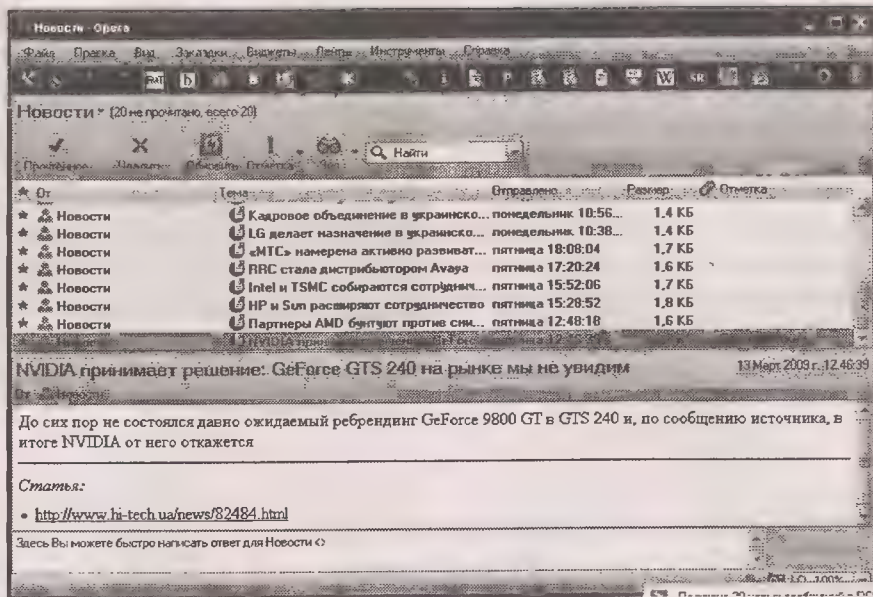 Новости - Opera
Файл Правка Вид Закладки Виджеты Ленты Инструменты Справка
Новости (20 не прочитано, всего 20)
Найти
От Тема Отправлено Размер Отметка
Новости Кадровое объединение в украинско... понедельник 10:56... 1,4 КБ
Новости LG делает назначение в украинско... понедельник 10:38... 1,4 КБ
Новости «МТС» намерена активно развиват... пятница 18:08:04 1,7 КБ
Новости RRC стала дистрибьютором Avaya пятница 17:20:24 1,6 КБ
Новости Intel и TSMC собираются сотруднич... пятница 15:52:06 1,7 КБ
Новости HP и Sun расширяют сотрудничество пятница 15:28:52 1,8 КБ
Новости Партнеры AMD бунтуют против сни... пятница 12:48:18 1,6 КБ
NVIDIA принимает решение: GeForce GTS 240 на рынке мы не увидим 13 Март 2009 г., 12:46:39
От Новости
До сих пор не состоялся давно ожидаемый ребрендинг GeForce 9800 GT в GTS 240 и, по сообщению источника, в
итоге NVIDIA от него откажется
Статья:
• http://www.hi-tech.ua/news/82484.html
Здесь Вы можете быстро написать ответ для Новости <>
100%